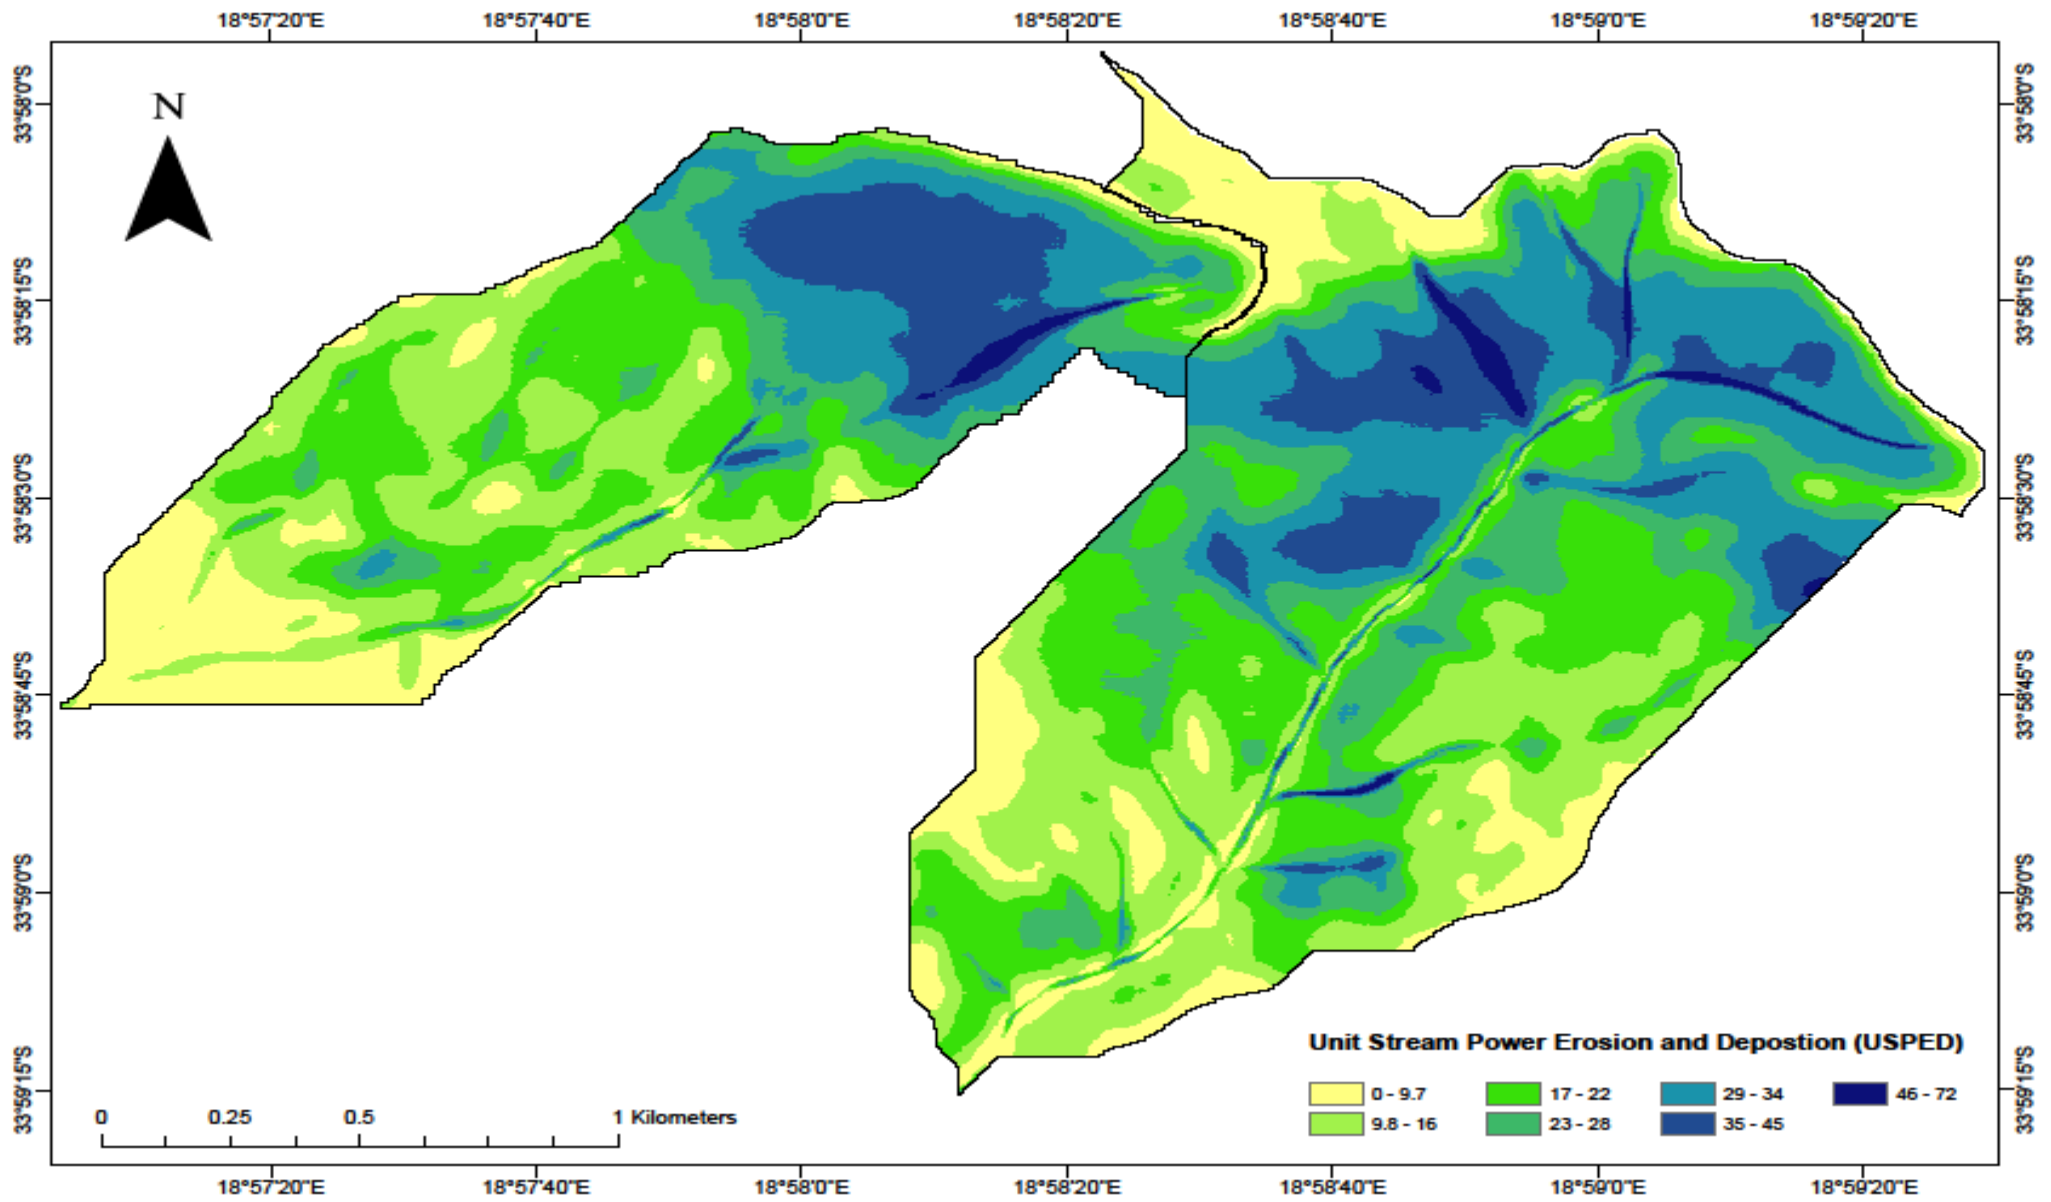 18°57'20"E 18°57'40"E 18°58'0"E 18°58'20"E 18°58'40"E 18°59'0"E 18°59'20"E
N
33°58'0"S 33°58'0"S
33°58'15"S 33°58'15"S
33°58'30"S 33°58'30"S
33°58'45"S 33°58'45"S
33°59'0"S 33°59'0"S
33°59'15"S 33°59'15"S
Unit Stream Power Erosion and Depostion (USPED)
0 - 9.7 17 - 22 29 - 34 46 - 72
9.8 - 16 23 - 28 35 - 45
0 0.25 0.5 1 Kilometers
18°57'20"E 18°57'40"E 18°58'0"E 18°58'20"E 18°58'40"E 18°59'0"E 18°59'20"E